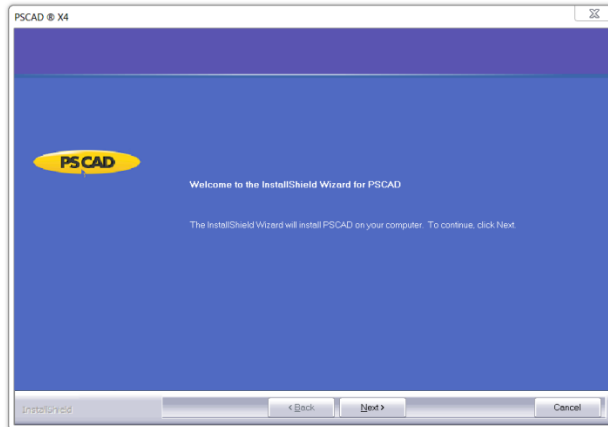 PSCAD ® X4
PSCAD
Welcome to the InstallShield Wizard for PSCAD
The InstallShield Wizard will install PSCAD on your computer. To continue, click Next.
InstallShield
< Back Next > Cancel